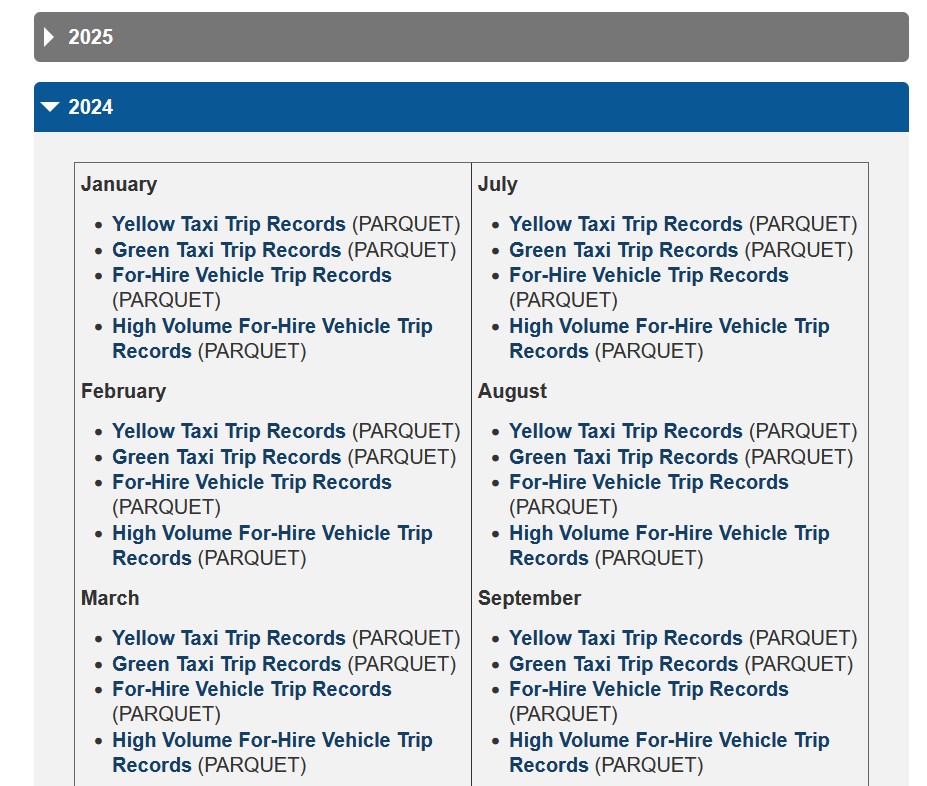 2025
2024
January
Yellow Taxi Trip Records (PARQUET)
Green Taxi Trip Records (PARQUET)
For-Hire Vehicle Trip Records
(PARQUET)
High Volume For-Hire Vehicle Trip
Records (PARQUET)
February
Yellow Taxi Trip Records (PARQUET)
Green Taxi Trip Records (PARQUET)
For-Hire Vehicle Trip Records
(PARQUET)
High Volume For-Hire Vehicle Trip
Records (PARQUET)
March
Yellow Taxi Trip Records (PARQUET)
Green Taxi Trip Records (PARQUET)
For-Hire Vehicle Trip Records
(PARQUET)
High Volume For-Hire Vehicle Trip
Records (PARQUET)
July
Yellow Taxi Trip Records (PARQUET)
Green Taxi Trip Records (PARQUET)
For-Hire Vehicle Trip Records
(PARQUET)
High Volume For-Hire Vehicle Trip
Records (PARQUET)
August
Yellow Taxi Trip Records (PARQUET)
Green Taxi Trip Records (PARQUET)
For-Hire Vehicle Trip Records
(PARQUET)
High Volume For-Hire Vehicle Trip
Records (PARQUET)
September
Yellow Taxi Trip Records (PARQUET)
Green Taxi Trip Records (PARQUET)
For-Hire Vehicle Trip Records
(PARQUET)
High Volume For-Hire Vehicle Trip
Records (PARQUET)